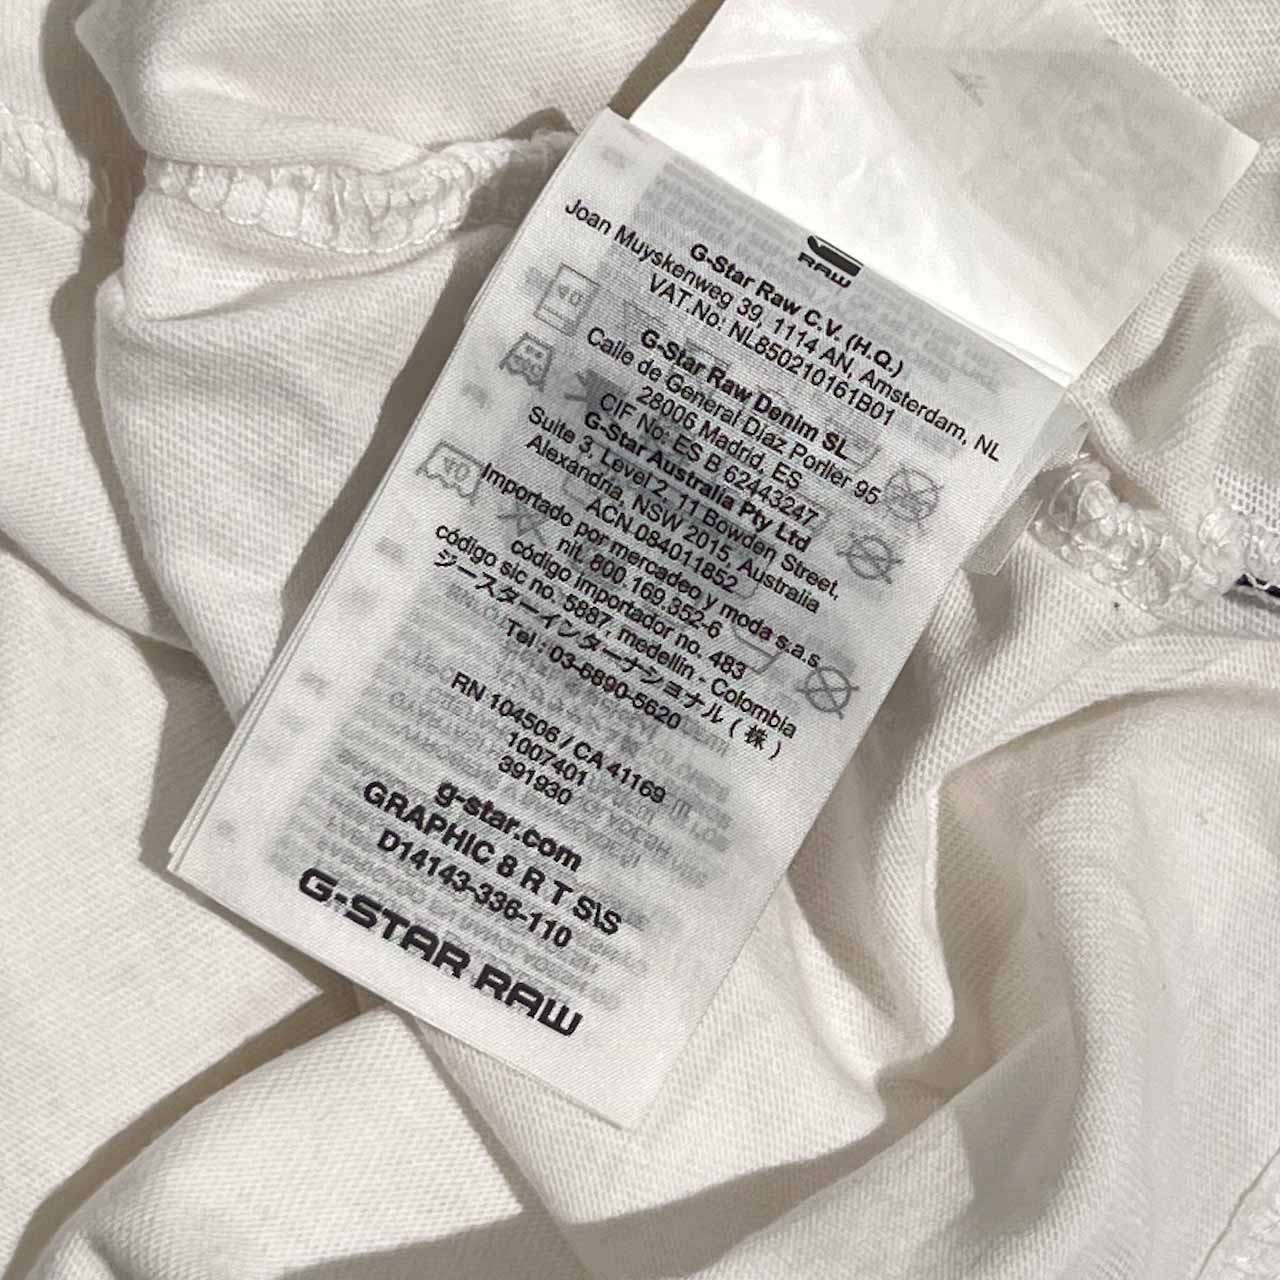 RAW
G-Star Raw C.V. (H.Q.)
Joan Muyskenweg 39, 1114 AN, Amsterdam, NL
VAT.No: NL850210161B01
G-Star Raw Denim SL
Calle de General Diaz Porlier 95
28006 Madrid, ES
CIF No: ES B 62443247
G-Star Australia Pty Ltd
Suite 3, Level 2, 11 Bowden Street,
Alexandria, NSW 2015, Australia
ACN.084011852
Importado por mercadeo y moda s.a.s
nit. 800.169.352-6
código importador no. 483
código sic no. 5887, medellin - Colombia
ジースターインターナショナル ( 株 )
Tel : 03-6890-5620
RN 104506 / CA 41169
1007401
391930
g-star.com
GRAPHIC 8 R T S\S
D14143-336-110
G-STAR RAW